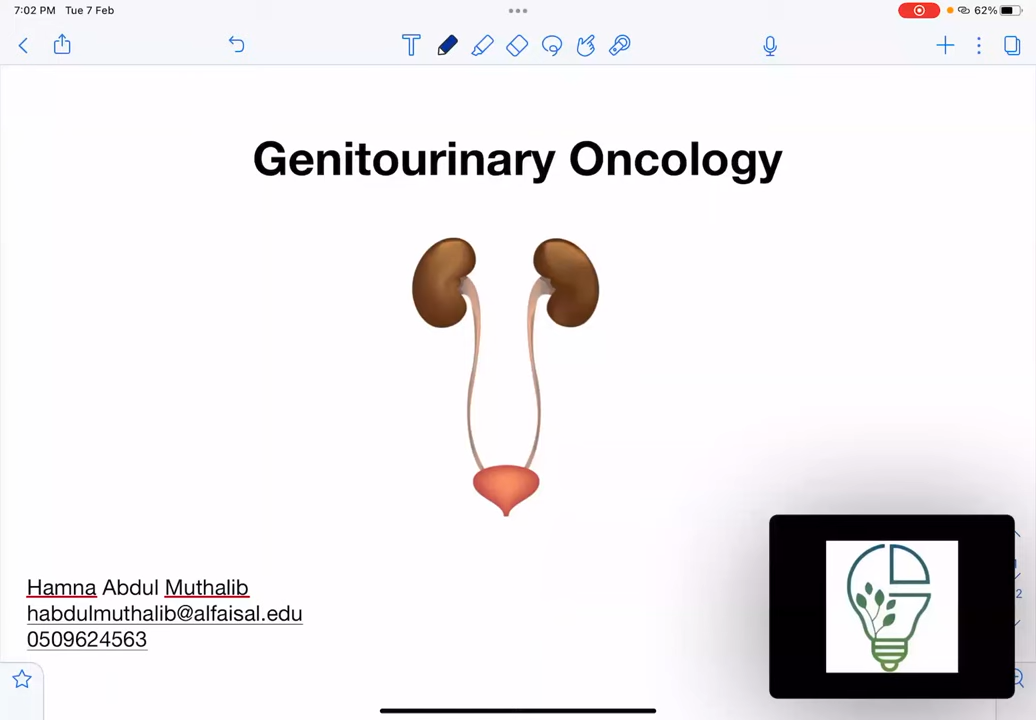 7:02 PM Tue 7 Feb
62%
Genitourinary Oncology
Hamna Abdul Muthalib
habdulmuthalib@alfaisal.edu
0509624563